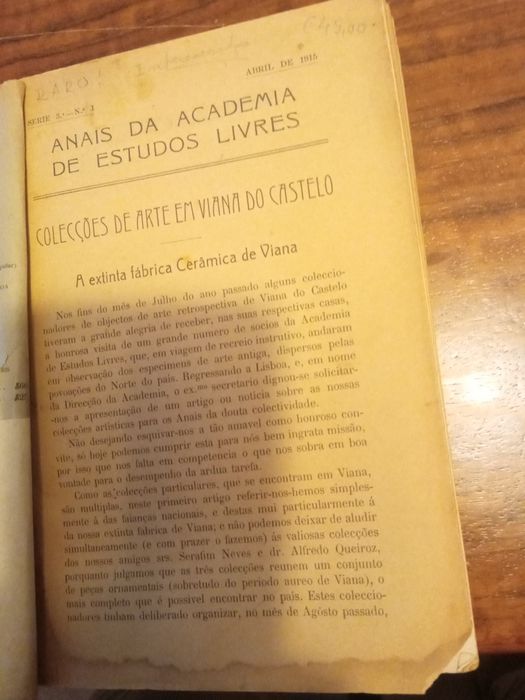 RARO!
€45,00
SERIE 3.ª — N.º 1
ABRIL DE 1915
ANAIS DA ACADEMIA
DE ESTUDOS LIVRES
COLECÇÕES DE ARTE EM VIANA DO CASTELO
A extinta fábrica Cerâmica de Viana
Nos fins do mês de Julho do ano passado alguns coleccio-
nadores de objectos de arte retrospectiva de Viana do Castelo
tiveram a grande alegria de receber, nas suas respectivas casas,
a honrosa visita de um grande numero de socios da Academia
de Estudos Livres, que, em viagem de recreio instrutivo, andaram
em observação dos especimens de arte antiga, dispersos pelas
povoações do Norte do país. Regressando a Lisboa, e, em nome
da Direcção da Academia, o ex.mo secretario dignou-se solicitar-
-nos a apresentação de um artigo ou noticia sobre as nossas
colecções artisticas para os Anais da douta colectividade.
Não desejando esquivar-nos a tão amavel como honroso con-
vite, só hoje podemos cumprir esta para nós bem ingrata missão,
por isso que nos falta em competencia o que nos sobra em boa
vontade para o desempenho da ardua tarefa.
Como as colecções particulares, que se encontram em Viana,
são multiplas, neste primeiro artigo referir-nos-hemos simples-
mente à das faianças nacionais, e destas mui particularmente á
da nossa extinta fábrica de Viana; e não podemos deixar de aludir
simultaneamente (e com prazer o fazemos) ás valiosas colecções
dos nossos amigos srs. Serafim Neves e dr. Alfredo Queiroz,
porquanto julgamos que as três colecções reunem um conjunto
de peças ornamentais (sobretudo do periodo aureo de Viana), o
mais completo que é possivel encontrar no país. Estes coleccio-
nadores tinham deliberado organizar, no mês de Agôsto passado,